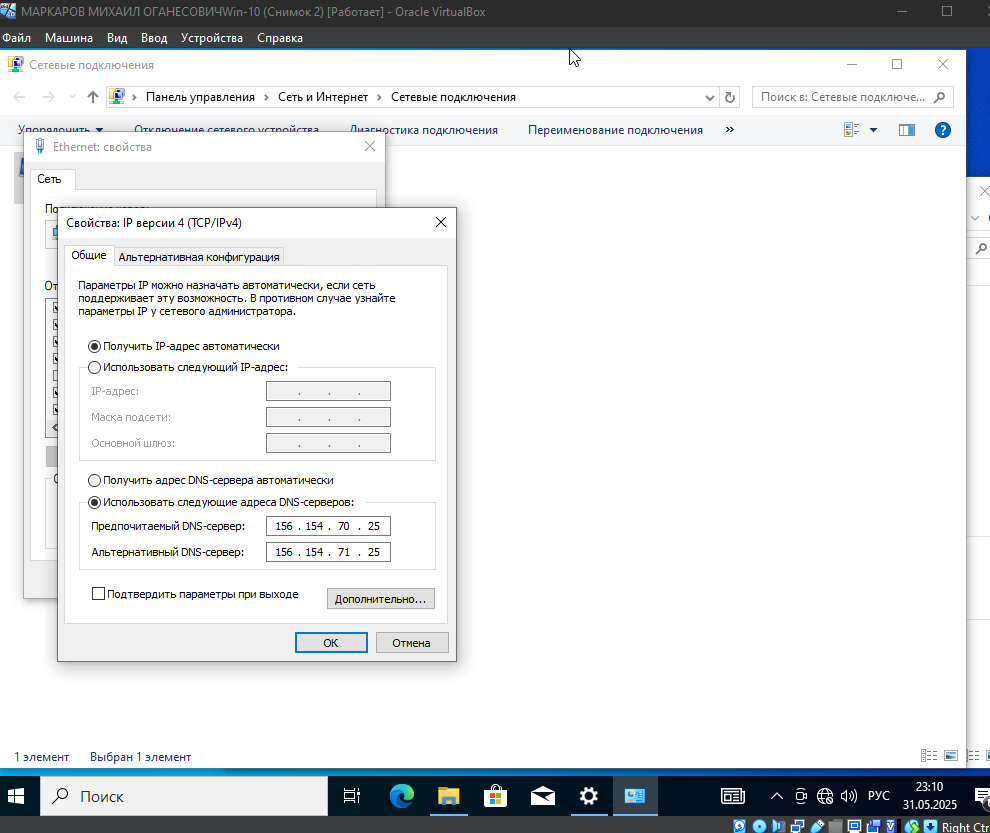 МАРКАРОВ МИХАИЛ ОГАНЕСОВИЧWin-10 (Снимок 2) [Работает] - Oracle VirtualBox
Файл Машина Вид Ввод Устройства Справка
Сетевые подключения
Панель управления > Сеть и Интернет > Сетевые подключения
Поиск в: Сетевые подключе...
Упорядочить Отключение сетевого устройства Диагностика подключения Переименование подключения »
Ethernet: свойства
Сеть
Свойства: IP версии 4 (TCP/IPv4)
Общие Альтернативная конфигурация
Параметры IP можно назначать автоматически, если сеть
поддерживает эту возможность. В противном случае узнайте
параметры IP у сетевого администратора.
Получить IP-адрес автоматически
Использовать следующий IP-адрес:
IP-адрес:
Маска подсети:
Основной шлюз:
Получить адрес DNS-сервера автоматически
Использовать следующие адреса DNS-серверов:
Предпочитаемый DNS-сервер: 156 . 154 . 70 . 25
Альтернативный DNS-сервер: 156 . 154 . 71 . 25
Подтвердить параметры при выходе
Дополнительно...
ОК Отмена
1 элемент Выбран 1 элемент
Поиск
РУС
23:10
31.05.2025
Right Ctr